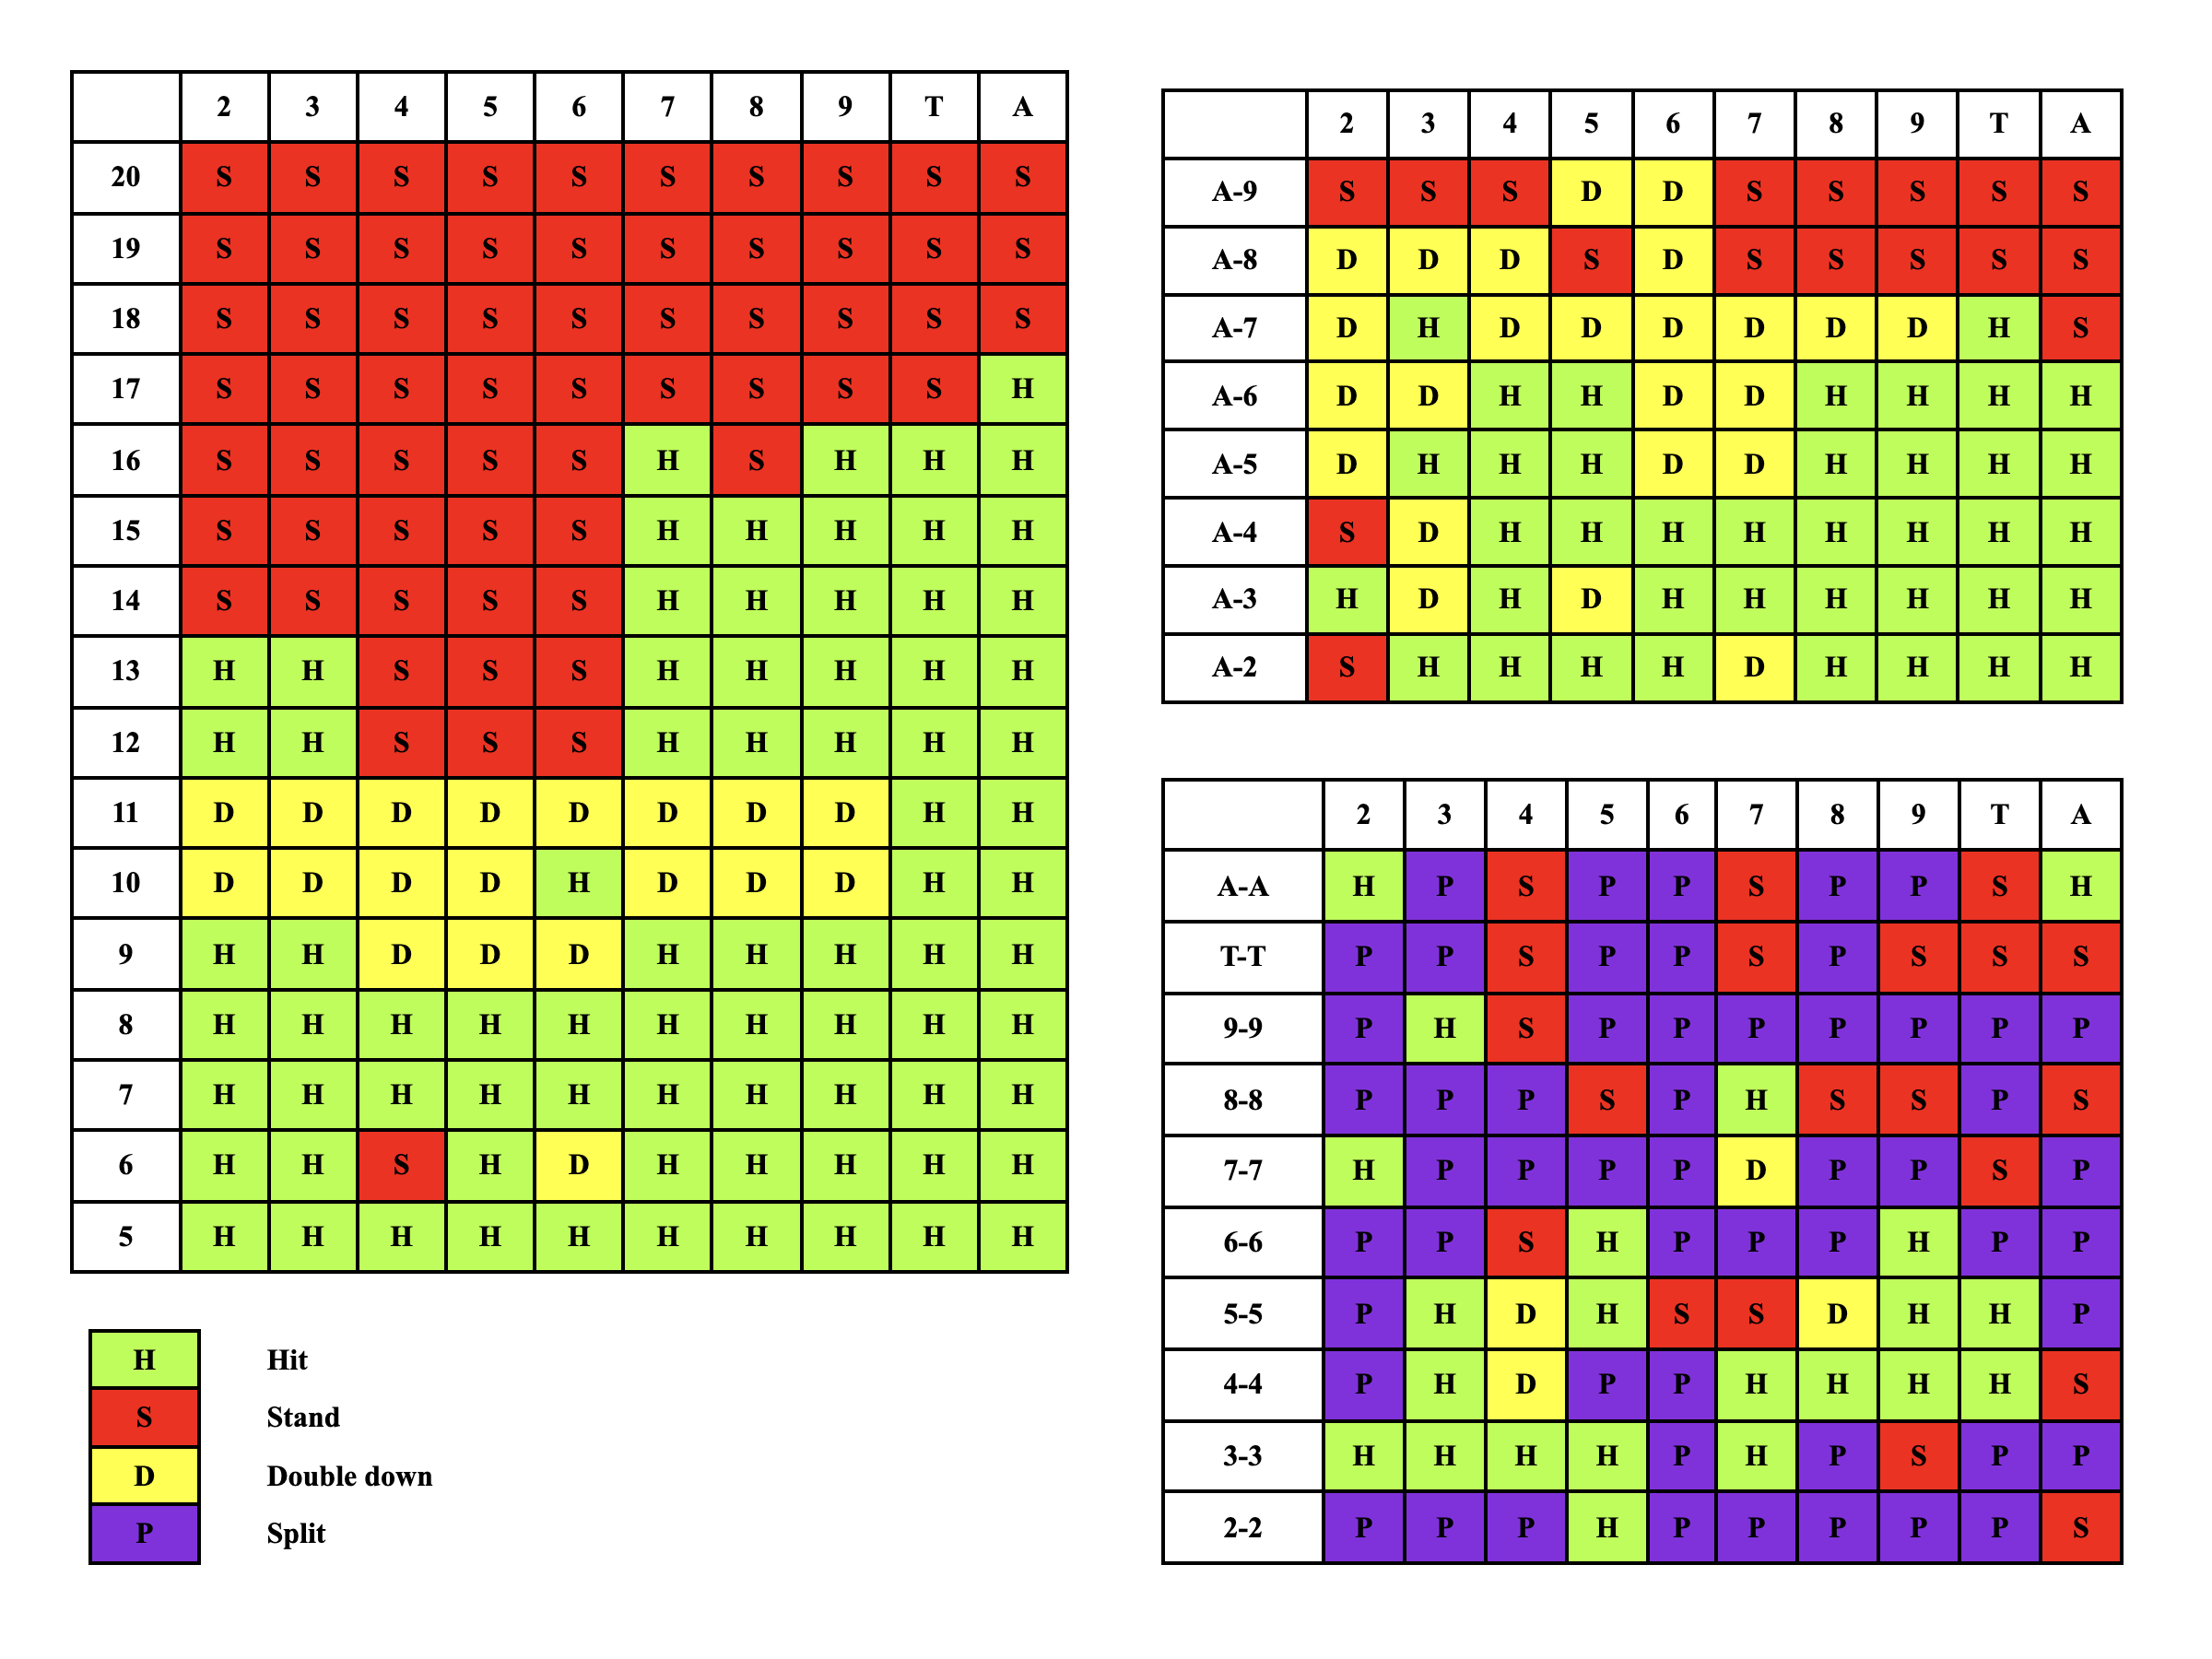 2 3 4 5 6 7 8 9 T A
20 S S S S S S S S S S
19 S S S S S S S S S S
18 S S S S S S S S S S
17 S S S S S S S S S H
16 S S S S S H S H H H
15 S S S S S H H H H H
14 S S S S S H H H H H
13 H H S S S H H H H H
12 H H S S S H H H H H
11 D D D D D D D D H H
10 D D D D H D D D H H
9 H H D D D H H H H H
8 H H H H H H H H H H
7 H H H H H H H H H H
6 H H S H D H H H H H
5 H H H H H H H H H H
H Hit
S Stand
D Double down
P Split
2 3 4 5 6 7 8 9 T A
A-9 S S S D D S S S S S
A-8 D D D S D S S S S S
A-7 D H D D D D D D H S
A-6 D D H H D D H H H H
A-5 D H H H D D H H H H
A-4 S D H H H H H H H H
A-3 H D H D H H H H H H
A-2 S H H H H D H H H H
2 3 4 5 6 7 8 9 T A
A-A H P S P P S P P S H
T-T P P S P P S P S S S
9-9 P H S P P P P P P P
8-8 P P P S P H S S P S
7-7 H P P P P D P P S P
6-6 P P S H P P P H P P
5-5 P H D H S S D H H P
4-4 P H D P P H H H H S
3-3 H H H H P H P S P P
2-2 P P P H P P P P P S